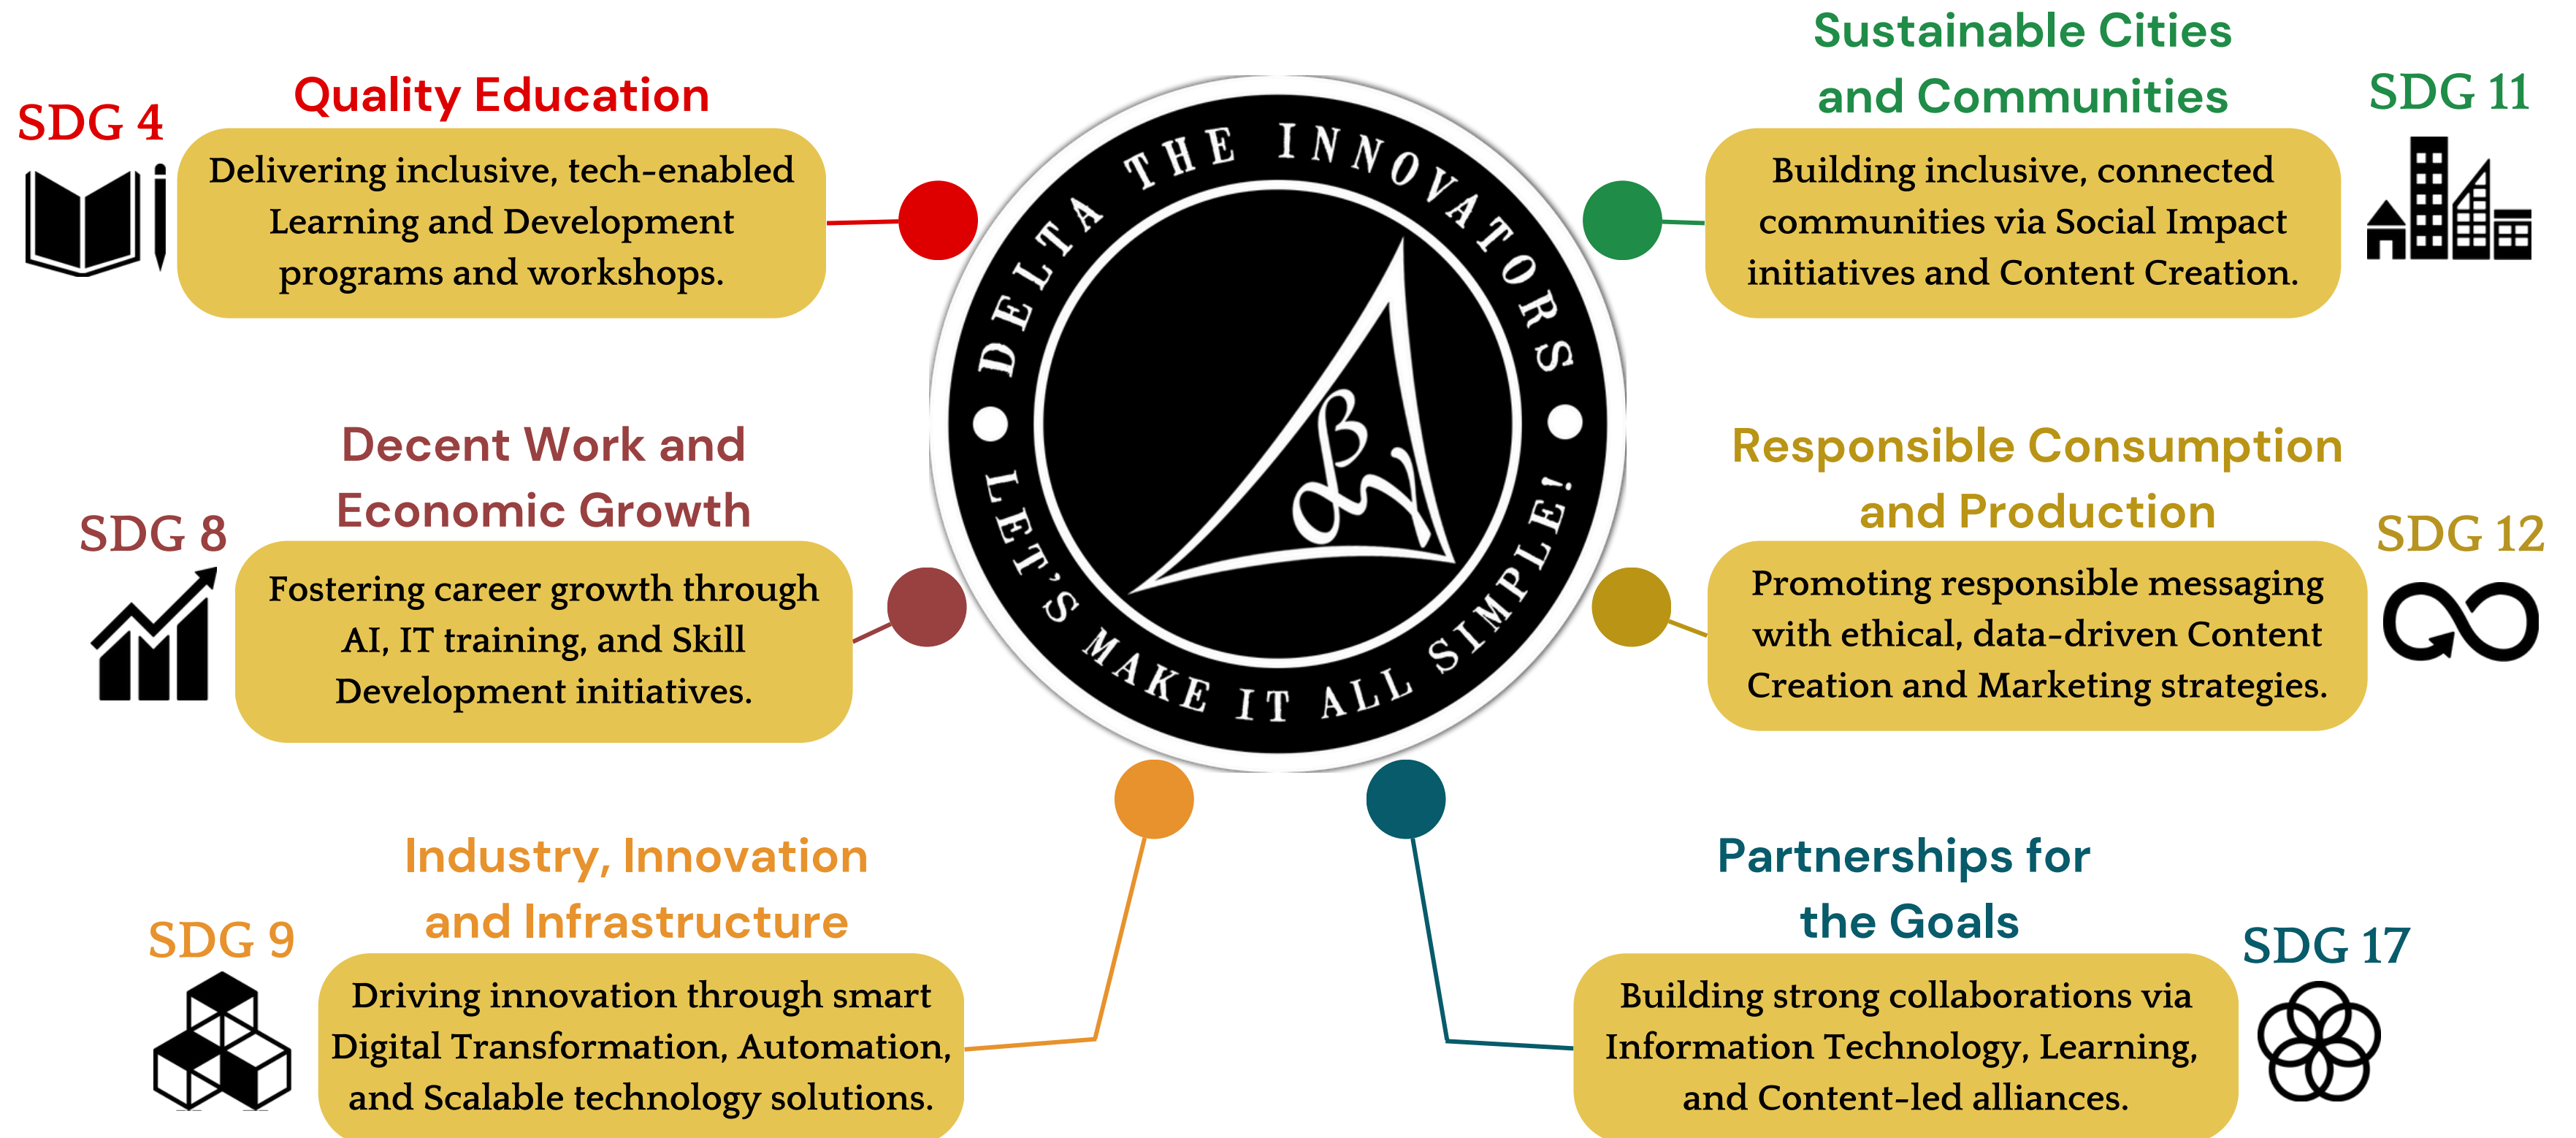 Quality Education
SDG 4
Delivering inclusive, tech-enabled
Learning and Development
programs and workshops.
Decent Work and
Economic Growth
SDG 8
Fostering career growth through
AI, IT training, and Skill
Development initiatives.
Industry, Innovation
and Infrastructure
SDG 9
Driving innovation through smart
Digital Transformation, Automation,
and Scalable technology solutions.
DELTA THE INNOVATORS
αβγ
LET'S MAKE IT ALL SIMPLE!
Sustainable Cities
and Communities
SDG 11
Building inclusive, connected
communities via Social Impact
initiatives and Content Creation.
Responsible Consumption
and Production
SDG 12
Promoting responsible messaging
with ethical, data-driven Content
Creation and Marketing strategies.
Partnerships for
the Goals
SDG 17
Building strong collaborations via
Information Technology, Learning,
and Content-led alliances.